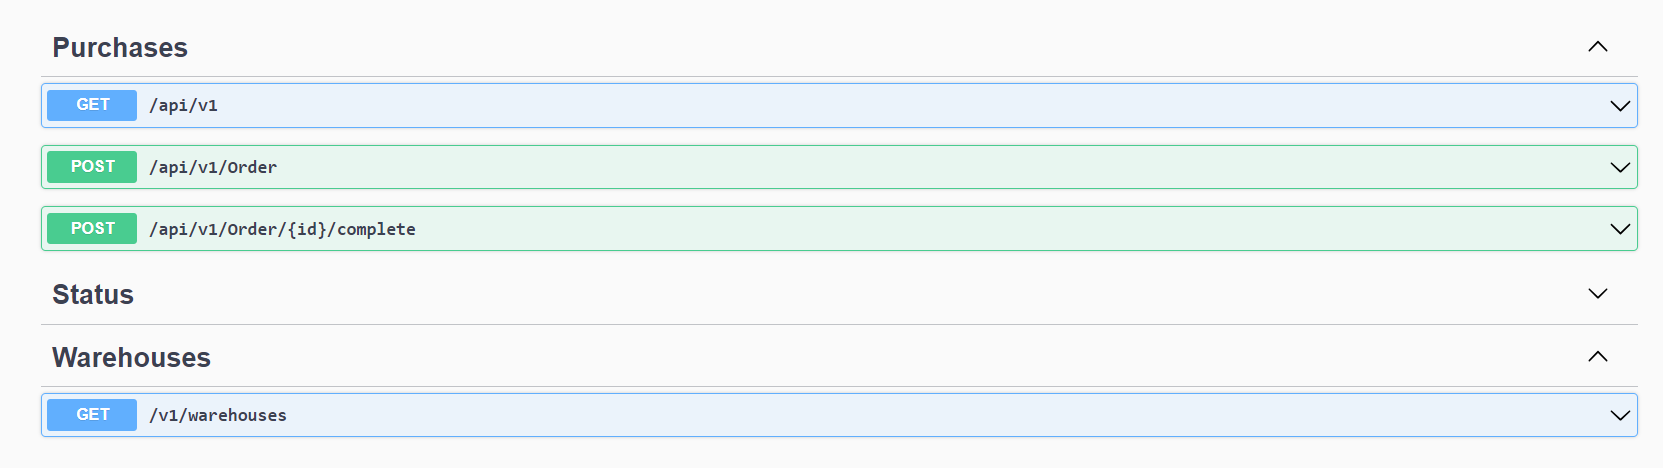 Purchases
GET /api/v1
POST /api/v1/Order
POST /api/v1/Order/{id}/complete
Status
Warehouses
GET /v1/warehouses